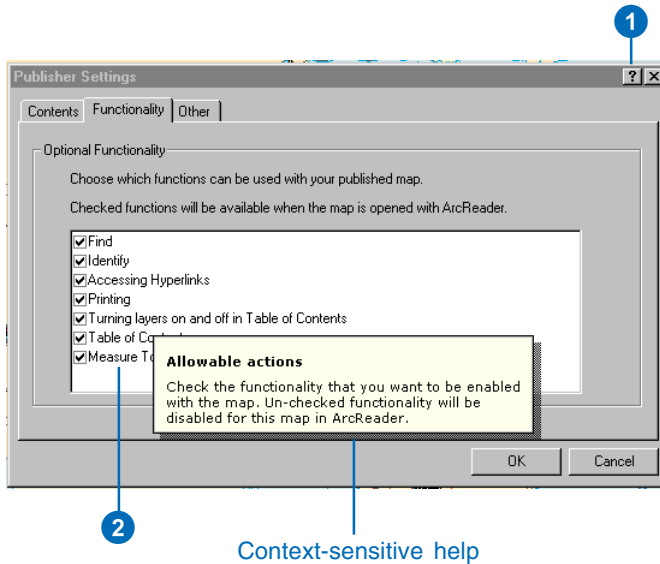 1
Publisher Settings
? ×
Contents Functionality Other
Optional Functionality
Choose which functions can be used with your published map.
Checked functions will be available when the map is opened with ArcReader.
Find
Identify
Accessing Hyperlinks
Printing
Turning layers on and off in Table of Contents
Table of
Measure
Allowable actions
Check the functionality that you want to be enabled
with the map. Un-checked functionality will be
disabled for this map in ArcReader.
OK Cancel
2
Context-sensitive help